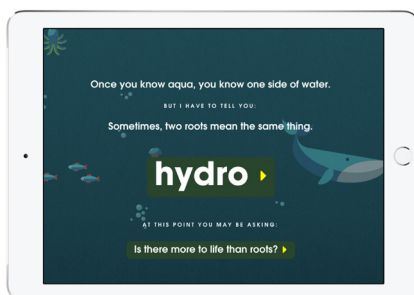 Once you know aqua, you know one side of water.
BUT I HAVE TO TELL YOU:
Sometimes, two roots mean the same thing.
hydro
AT THIS POINT YOU MAY BE ASKING:
Is there more to life than roots?